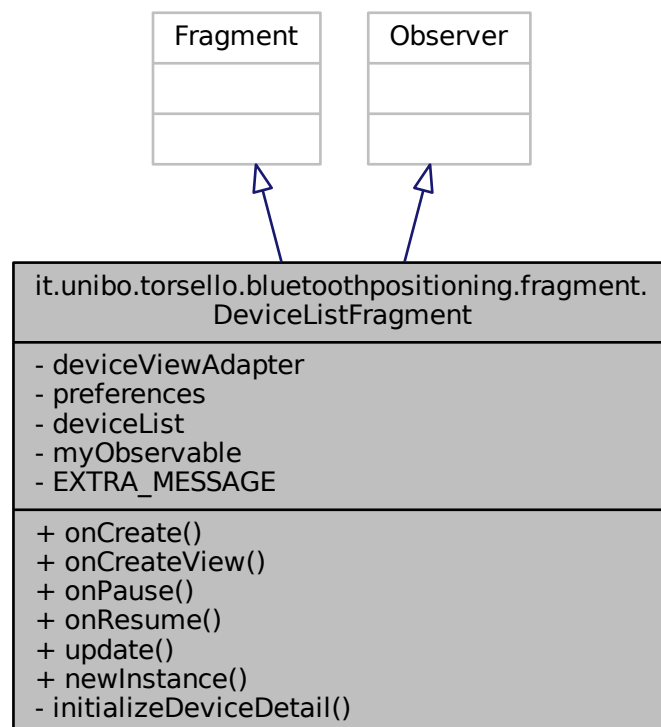 Fragment
Observer
it.unibo.torsello.bluetoothpositioning.fragment.
DeviceListFragment
- deviceViewAdapter
- preferences
- deviceList
- myObservable
- EXTRA_MESSAGE
+ onCreate()
+ onCreateView()
+ onPause()
+ onResume()
+ update()
+ newInstance()
- initializeDeviceDetail()